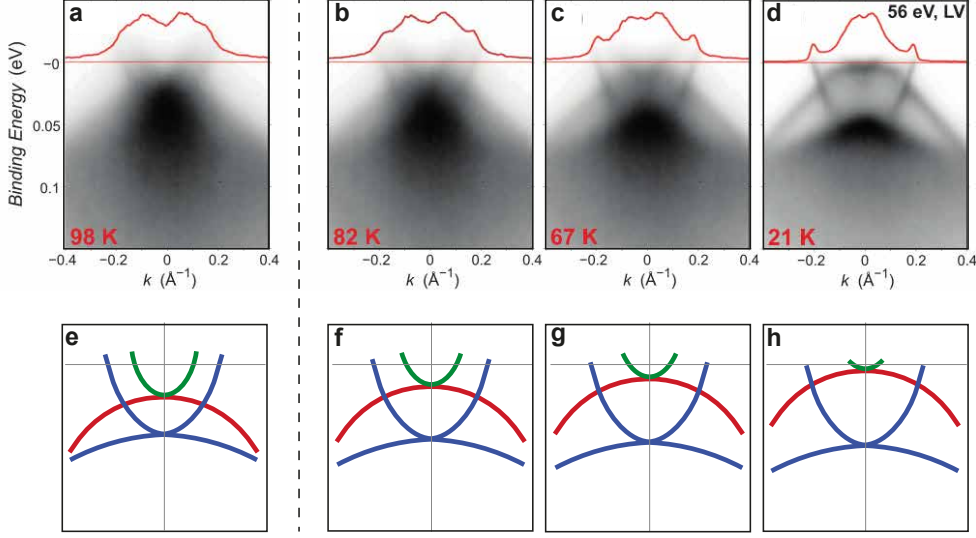 a
b
c
d
56 eV, LV
Binding Energy (eV)
0
0.05
0.1
98 K
82 K
67 K
21 K
−0.4 −0.2 0 0.2 0.4
−0.2 0 0.2 0.4
−0.2 0 0.2 0.4
−0.2 0 0.2 0.4
k (Å⁻¹)
k (Å⁻¹)
k (Å⁻¹)
k (Å⁻¹)
e
f
g
h